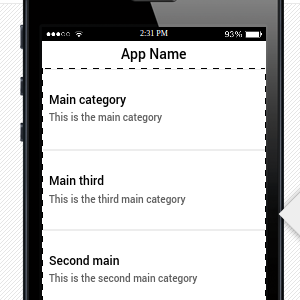 2:31 PM
93%
App Name
Main category
This is the main category
Main third
This is the third main category
Second main
This is the second main category